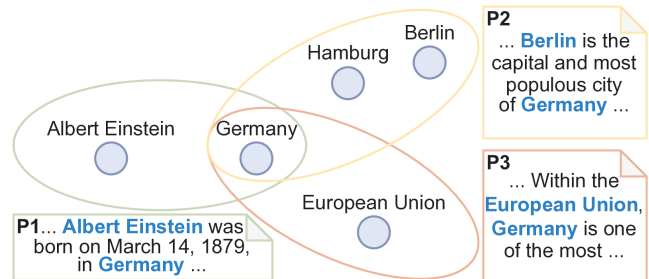 Berlin
Hamburg
Albert Einstein
Germany
European Union
P1... Albert Einstein was
born on March 14, 1879,
in Germany ...
P2
... Berlin is the
capital and most
populous city
of Germany ...
P3
... Within the
European Union,
Germany is one
of the most ...